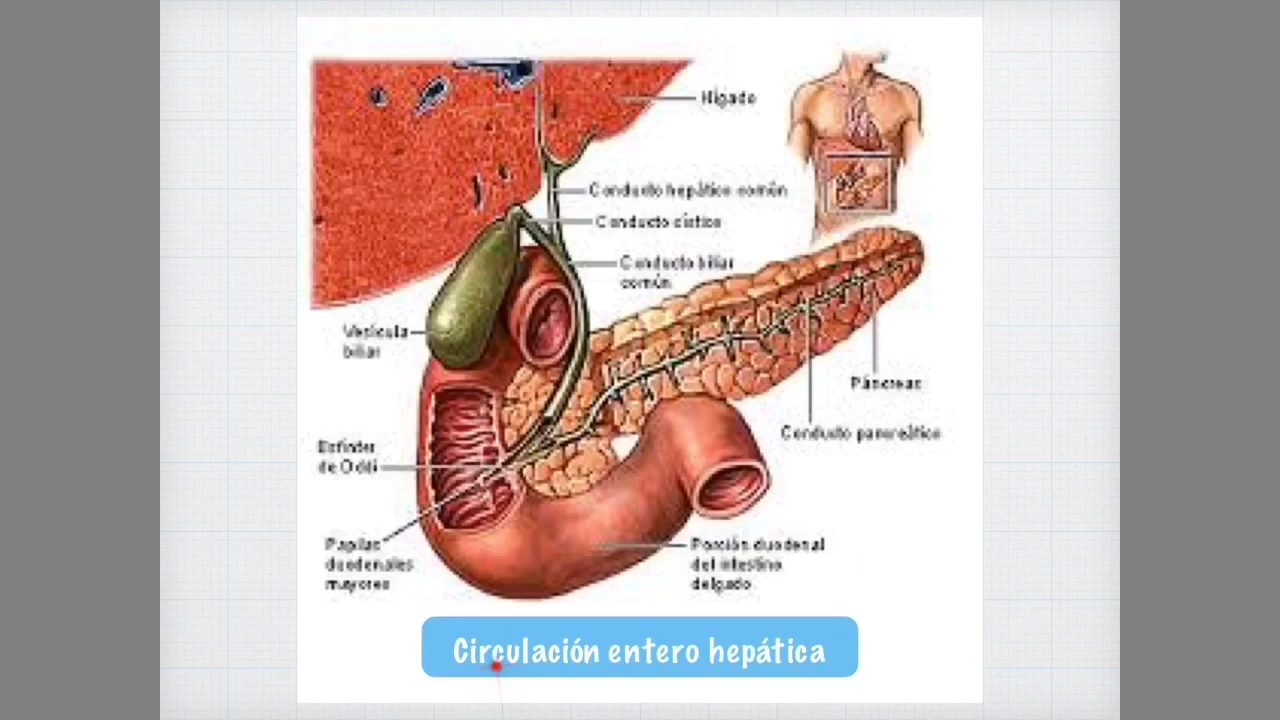 Hígado
Conducto hepático común
Conducto cístico
Conducto biliar
común
Vesícula
biliar
Páncreas
Conducto pancreático
Esfínter
de Oddi
Papilas
duodenales
mayores
Porción duodenal
del intestino
delgado
Circulación entero hepática